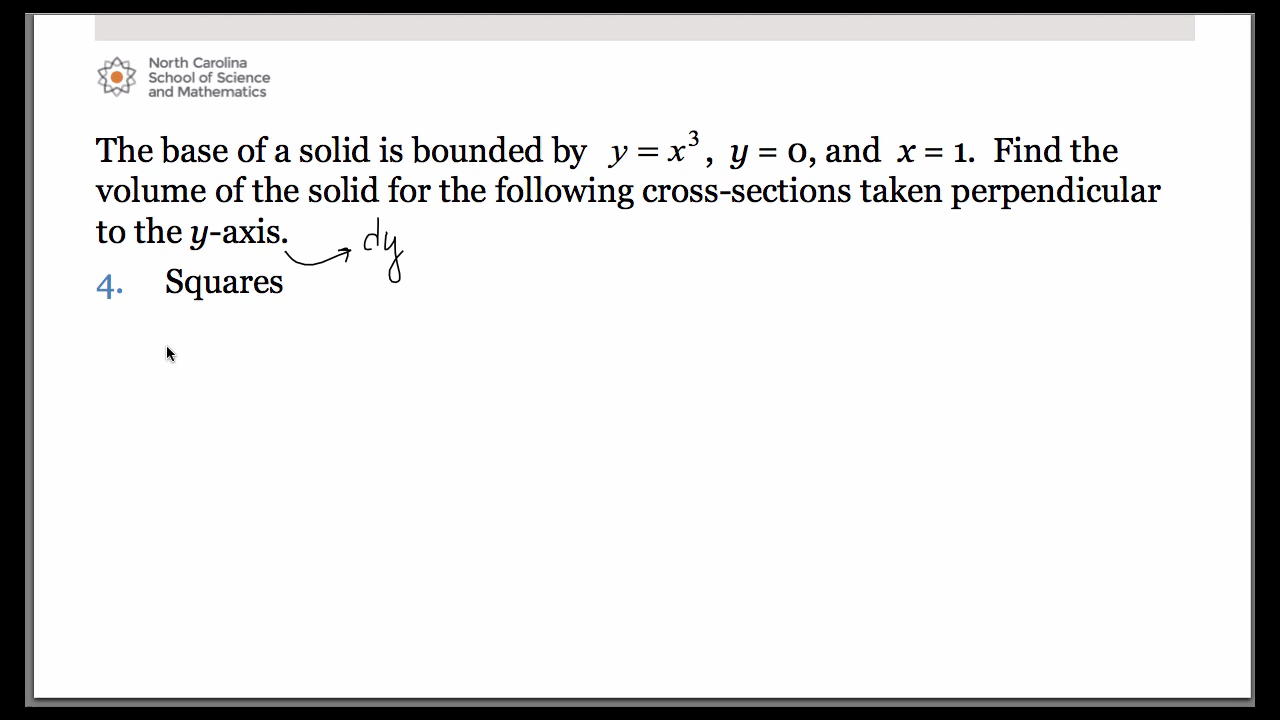 North Carolina
School of Science
and Mathematics
The base of a solid is bounded by y = x³, y = 0, and x = 1. Find the
volume of the solid for the following cross-sections taken perpendicular
to the y-axis. dy
4. Squares